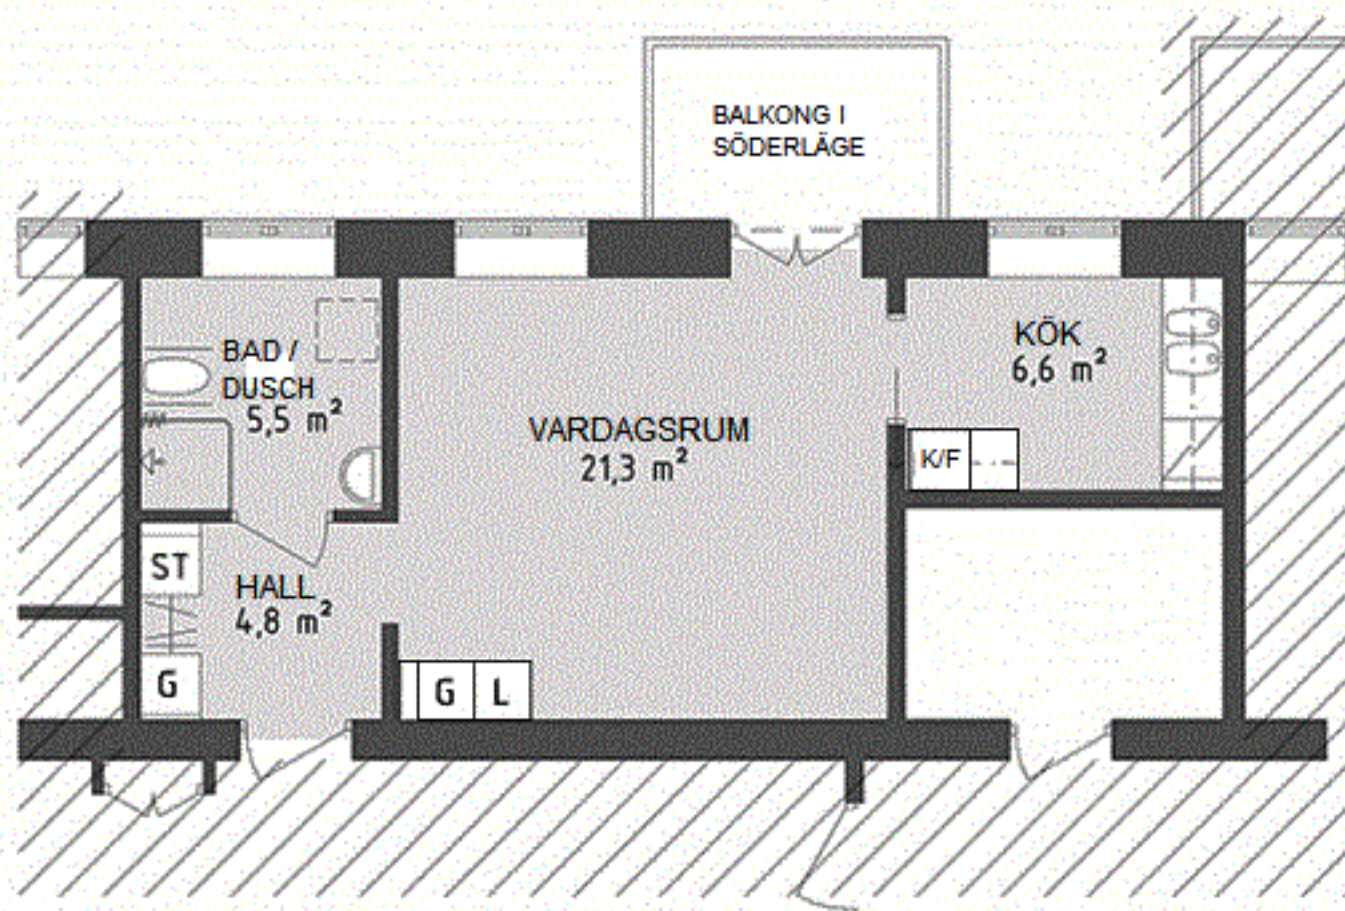 BALKONG I
SÖDERLÄGE
BAD /
DUSCH
5,5 m²
KÖK
6,6 m²
VARDAGSRUM
21,3 m²
K/F
ST
HALL
4,8 m²
G
G L